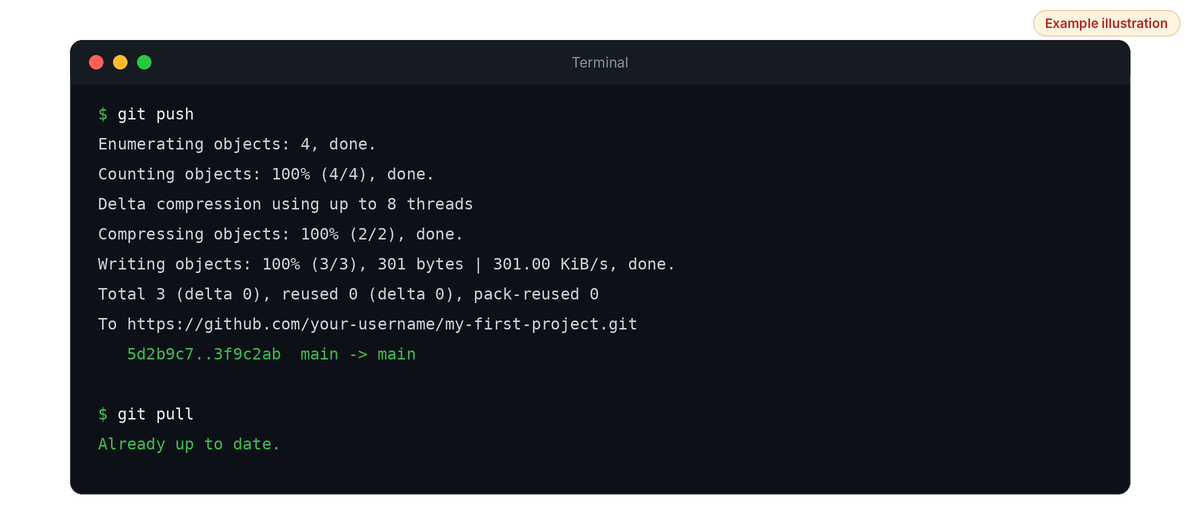 Example illustration
Terminal
$ git push
Enumerating objects: 4, done.
Counting objects: 100% (4/4), done.
Delta compression using up to 8 threads
Compressing objects: 100% (2/2), done.
Writing objects: 100% (3/3), 301 bytes | 301.00 KiB/s, done.
Total 3 (delta 0), reused 0 (delta 0), pack-reused 0
To https://github.com/your-username/my-first-project.git
   5d2b9c7..3f9c2ab  main -> main
$ git pull
Already up to date.